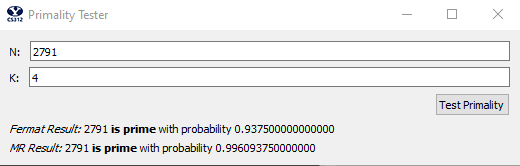 CS312 Primality Tester
N: 2791
K: 4
Test Primality
Fermat Result: 2791 is prime with probability 0.937500000000000
MR Result: 2791 is prime with probability 0.996093750000000